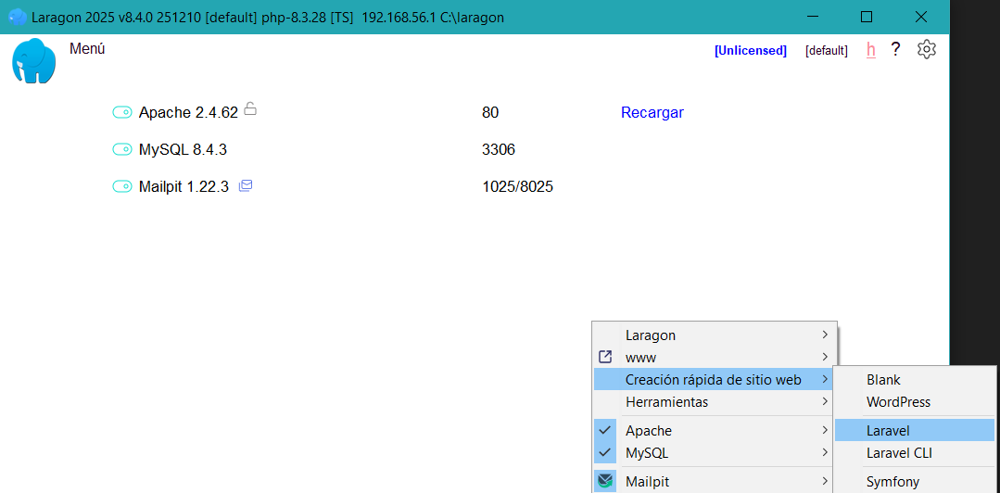 Laragon 2025 v8.4.0 251210 [default] php-8.3.28 [TS] 192.168.56.1 C:\laragon
Menú [Unlicensed] [default] h ?
Apache 2.4.62 80 Recargar
MySQL 8.4.3 3306
Mailpit 1.22.3 1025/8025
Laragon
www
Creación rápida de sitio web
Herramientas
Apache
MySQL
Mailpit
Blank
WordPress
Laravel
Laravel CLI
Symfony